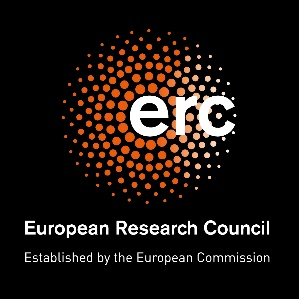 erc
European Research Council
Established by the European Commission